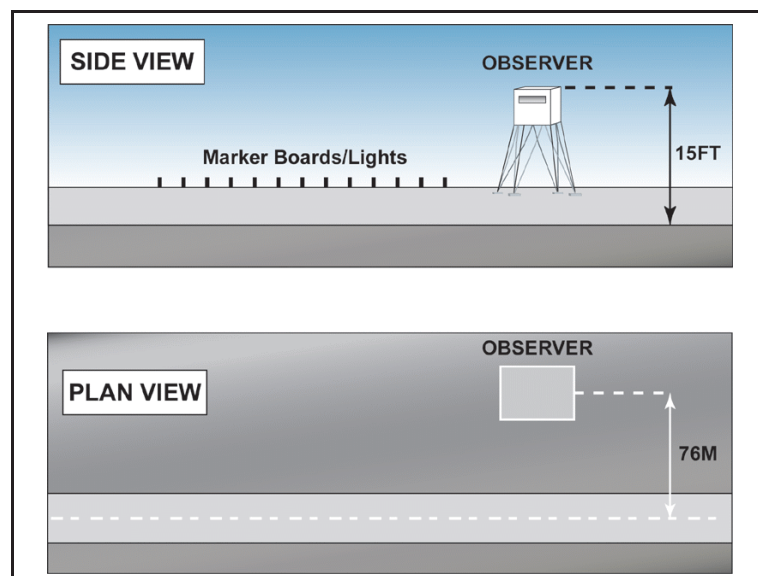 SIDE VIEW
OBSERVER
Marker Boards/Lights
15FT
OBSERVER
PLAN VIEW
76M